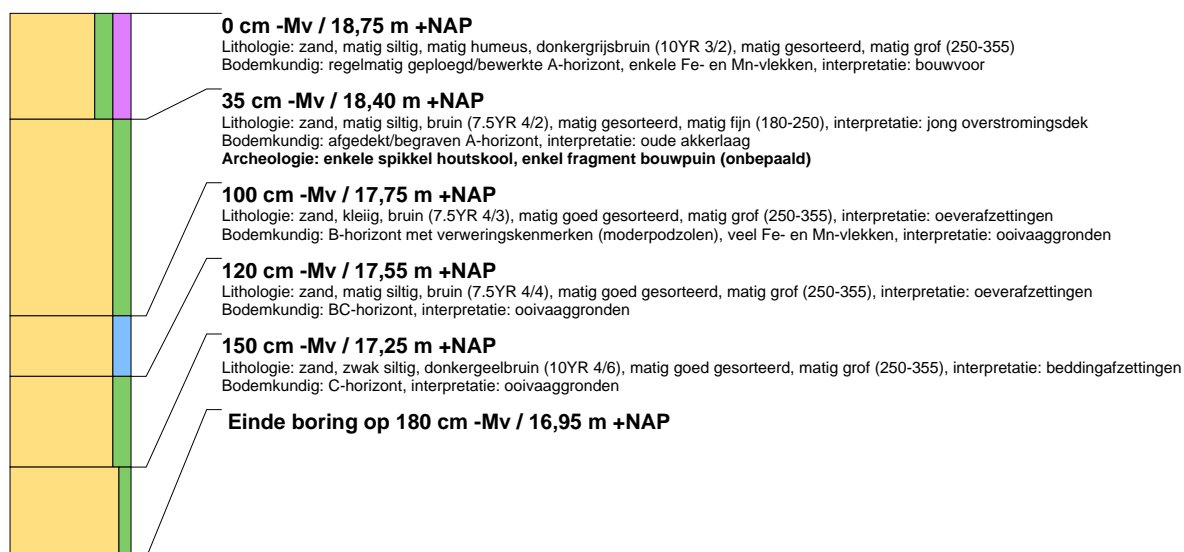 0 cm -Mv / 18,75 m +NAP
Lithologie: zand, matig siltig, matig humeus, donkergrijsbruin (10YR 3/2), matig gesorteerd, matig grof (250-355)
Bodemkundig: regelmatig geploegd/bewerkte A-horizont, enkele Fe- en Mn-vlekken, interpretatie: bouwvoor
35 cm -Mv / 18,40 m +NAP
Lithologie: zand, matig siltig, bruin (7.5YR 4/2), matig gesorteerd, matig fijn (180-250), interpretatie: jong overstromingsdek
Bodemkundig: afgedekt/begraven A-horizont, interpretatie: oude akkerlaag
Archeologie: enkele spikkel houtskool, enkel fragment bouwpuin (onbepaald)
100 cm -Mv / 17,75 m +NAP
Lithologie: zand, kleiig, bruin (7.5YR 4/3), matig goed gesorteerd, matig grof (250-355), interpretatie: oeverafzettingen
Bodemkundig: B-horizont met verweringskenmerken (moderpodzolen), veel Fe- en Mn-vlekken, interpretatie: ooivaaggronden
120 cm -Mv / 17,55 m +NAP
Lithologie: zand, matig siltig, bruin (7.5YR 4/4), matig goed gesorteerd, matig grof (250-355), interpretatie: oeverafzettingen
Bodemkundig: BC-horizont, interpretatie: ooivaaggronden
150 cm -Mv / 17,25 m +NAP
Lithologie: zand, zwak siltig, donkergeelbruin (10YR 4/6), matig goed gesorteerd, matig grof (250-355), interpretatie: beddingafzettingen
Bodemkundig: C-horizont, interpretatie: ooivaaggronden
Einde boring op 180 cm -Mv / 16,95 m +NAP